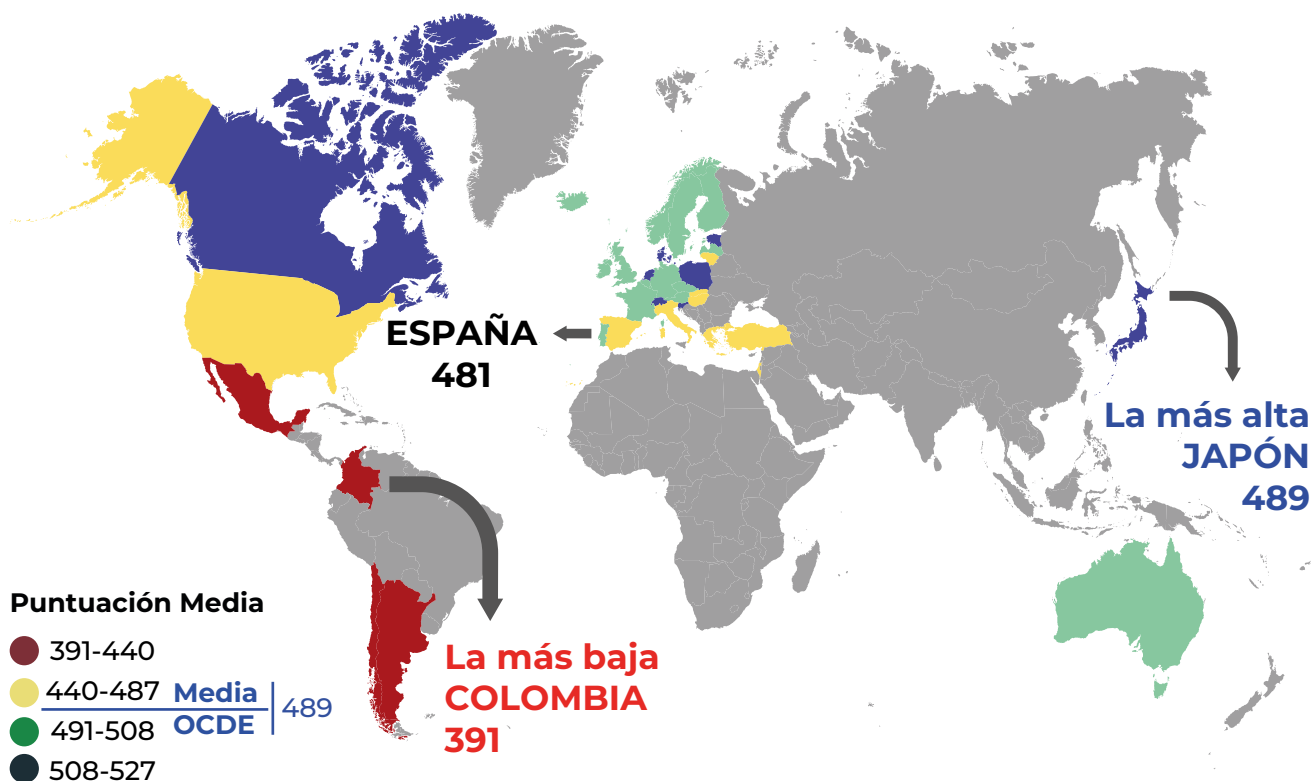 ESPAÑA
481
La más alta
JAPÓN
489
La más baja
COLOMBIA
391
Puntuación Media
391-440
440-487
491-508
508-527
Media
OCDE
489